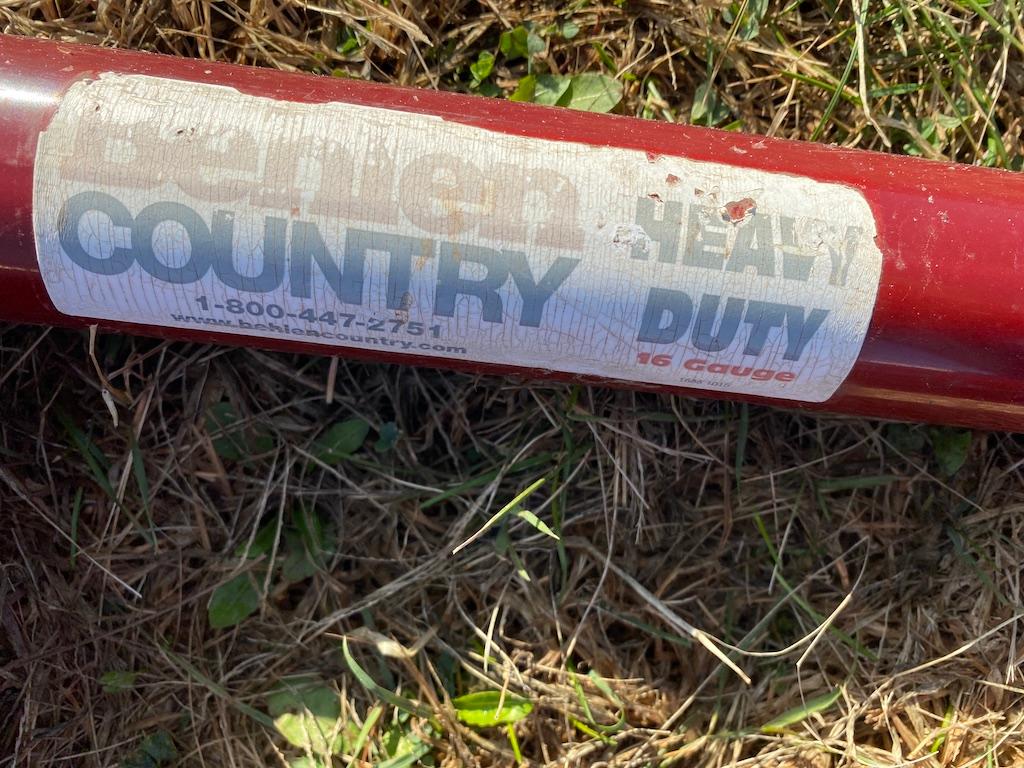 Behlen
COUNTRY
1-800-447-2751
www.behlencountry.com
HEAVY
DUTY
16 Gauge